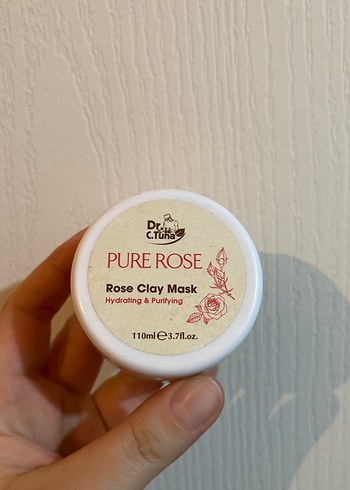 Dr.
C.Tuna
PURE ROSE
Rose Clay Mask
Hydrating & Purifying
110ml ℮ 3.7fl.oz.